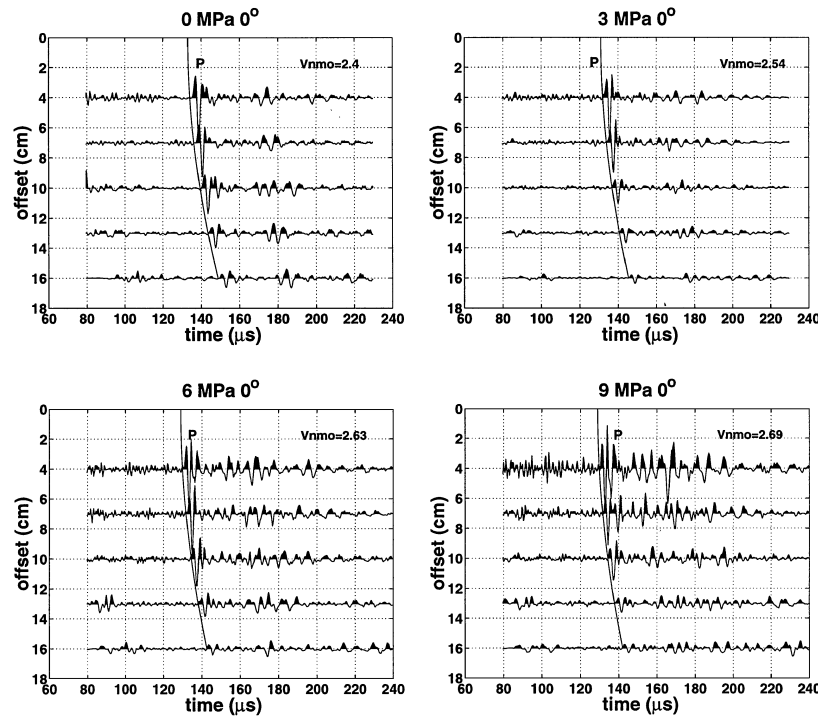 0 MPa 0°
P
Vnmo=2.4
0
2
4
6
8
10
12
14
16
18
offset (cm)
60 80 100 120 140 160 180 200 220 240
time (μs)
3 MPa 0°
P
Vnmo=2.54
0
2
4
6
8
10
12
14
16
18
offset (cm)
60 80 100 120 140 160 180 200 220 240
time (μs)
6 MPa 0°
P
Vnmo=2.63
0
2
4
6
8
10
12
14
16
18
offset (cm)
60 80 100 120 140 160 180 200 220 240
time (μs)
9 MPa 0°
P
Vnmo=2.69
0
2
4
6
8
10
12
14
16
18
offset (cm)
60 80 100 120 140 160 180 200 220 240
time (μs)